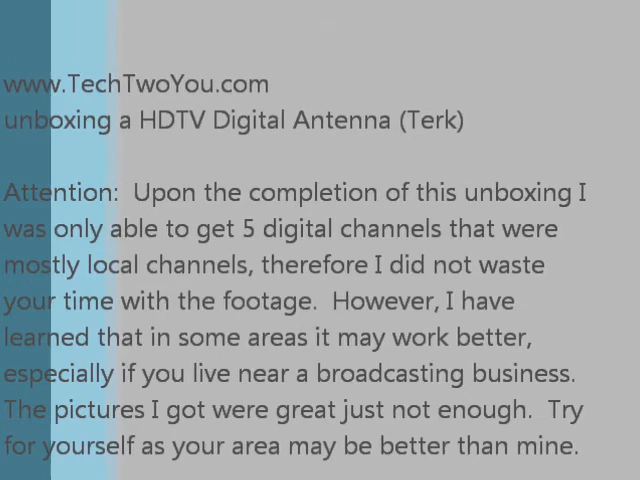 www.TechTwoYou.com
unboxing a HDTV Digital Antenna (Terk)
Attention:  Upon the completion of this unboxing I
was only able to get 5 digital channels that were
mostly local channels, therefore I did not waste
your time with the footage.  However, I have
learned that in some areas it may work better,
especially if you live near a broadcasting business.
The pictures I got were great just not enough.  Try
for yourself as your area may be better than mine.